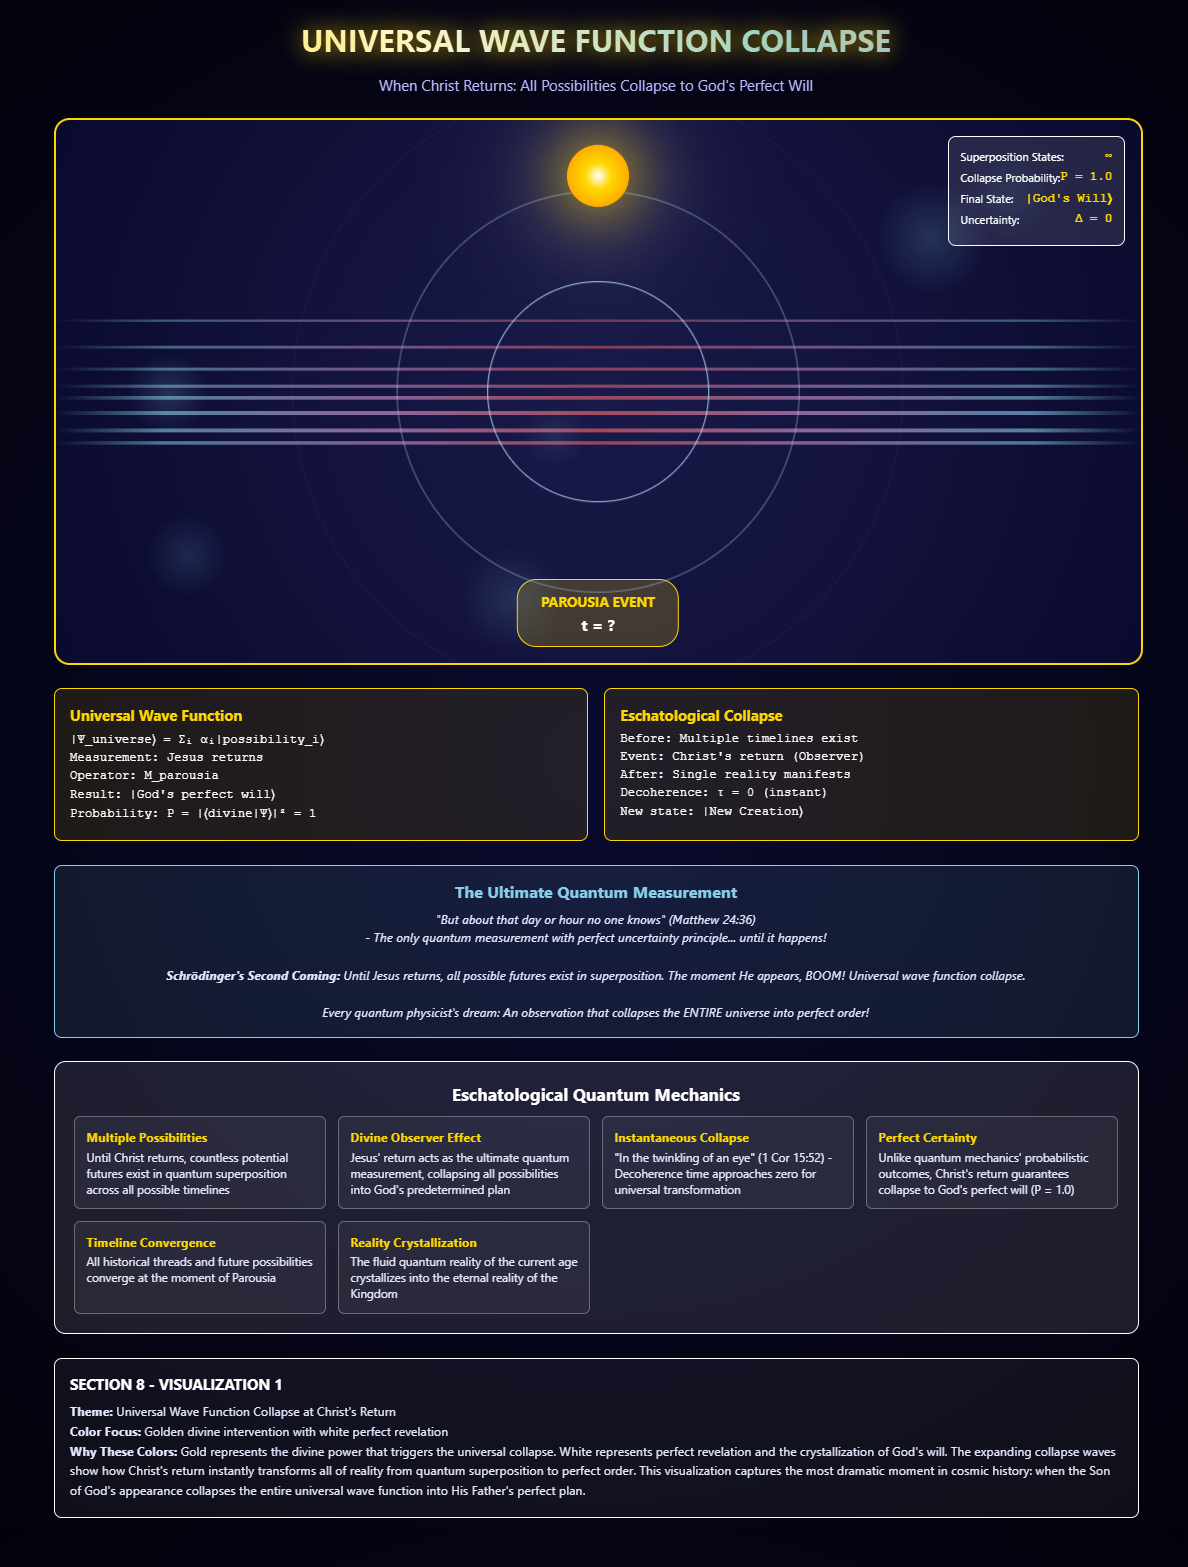 UNIVERSAL WAVE FUNCTION COLLAPSE
When Christ Returns: All Possibilities Collapse to God's Perfect Will
Superposition States: ∞
Collapse Probability: P = 1.0
Final State: |God's Will⟩
Uncertainty: Δ = 0
PAROUSIA EVENT
t = ?
Universal Wave Function
|Ψ_universe⟩ = Σᵢ αᵢ|possibility_i⟩
Measurement: Jesus returns
Operator: M_parousia
Result: |God's perfect will⟩
Probability: P = |⟨divine|Ψ⟩|² = 1
Eschatological Collapse
Before: Multiple timelines exist
Event: Christ's return (Observer)
After: Single reality manifests
Decoherence: τ = 0 (instant)
New state: |New Creation⟩
The Ultimate Quantum Measurement
"But about that day or hour no one knows" (Matthew 24:36)
- The only quantum measurement with perfect uncertainty principle... until it happens!
Schrödinger's Second Coming: Until Jesus returns, all possible futures exist in superposition. The moment He appears, BOOM! Universal wave function collapse.
Every quantum physicist's dream: An observation that collapses the ENTIRE universe into perfect order!
Eschatological Quantum Mechanics
Multiple Possibilities
Until Christ returns, countless potential
futures exist in quantum superposition
across all possible timelines
Divine Observer Effect
Jesus' return acts as the ultimate quantum
measurement, collapsing all possibilities
into God's predetermined plan
Instantaneous Collapse
"In the twinkling of an eye" (1 Cor 15:52) -
Decoherence time approaches zero for
universal transformation
Perfect Certainty
Unlike quantum mechanics' probabilistic
outcomes, Christ's return guarantees
collapse to God's perfect will (P = 1.0)
Timeline Convergence
All historical threads and future possibilities
converge at the moment of Parousia
Reality Crystallization
The fluid quantum reality of the current age
crystallizes into the eternal reality of the
Kingdom
SECTION 8 - VISUALIZATION 1
Theme: Universal Wave Function Collapse at Christ's Return
Color Focus: Golden divine intervention with white perfect revelation
Why These Colors: Gold represents the divine power that triggers the universal collapse. White represents perfect revelation and the crystallization of God's will. The expanding collapse waves
show how Christ's return instantly transforms all of reality from quantum superposition to perfect order. This visualization captures the most dramatic moment in cosmic history: when the Son
of God's appearance collapses the entire universal wave function into His Father's perfect plan.